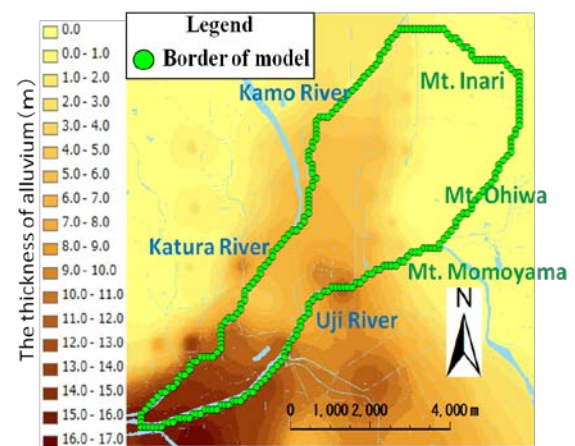 Legend
Border of model
The thickness of alluvium(m)
0.0
0.0 - 1.0
1.0 - 2.0
2.0 - 3.0
3.0 - 4.0
4.0 - 5.0
5.0 - 6.0
6.0 - 7.0
7.0 - 8.0
8.0 - 9.0
9.0 - 10.0
10.0 - 11.0
11.0 - 12.0
12.0 - 13.0
13.0 - 14.0
14.0 - 15.0
15.0 - 16.0
16.0 - 17.0
Kamo River
Mt. Inari
Katura River
Mt. Ohiwa
Mt. Momoyama
Uji River
N
0 1,000 2,000 4,000 m